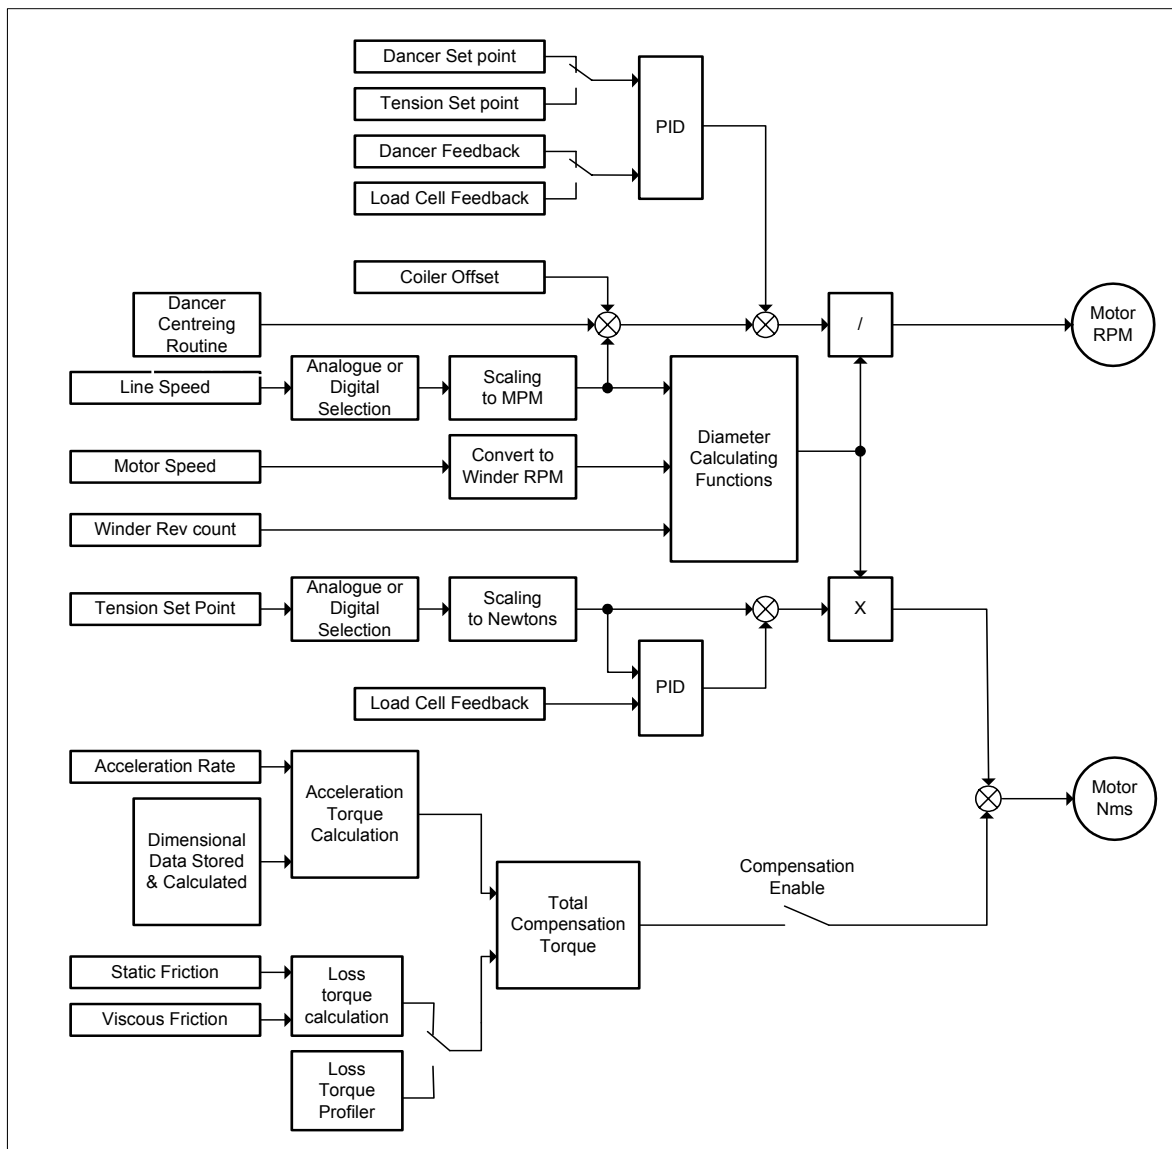 Dancer Set point
Tension Set point
PID
Dancer Feedback
Load Cell Feedback
Coiler Offset
Dancer
Centreing
Routine
/
Motor
RPM
Line Speed
Analogue or
Digital
Selection
Scaling
to MPM
Diameter
Calculating
Functions
Motor Speed
Convert to
Winder RPM
Winder Rev count
Tension Set Point
Analogue or
Digital
Selection
Scaling
to Newtons
X
PID
Load Cell Feedback
Acceleration Rate
Acceleration
Torque
Calculation
Motor
Nms
Dimensional
Data Stored
& Calculated
Compensation
Enable
Total
Compensation
Torque
Static Friction
Viscous Friction
Loss
torque
calculation
Loss
Torque
Profiler